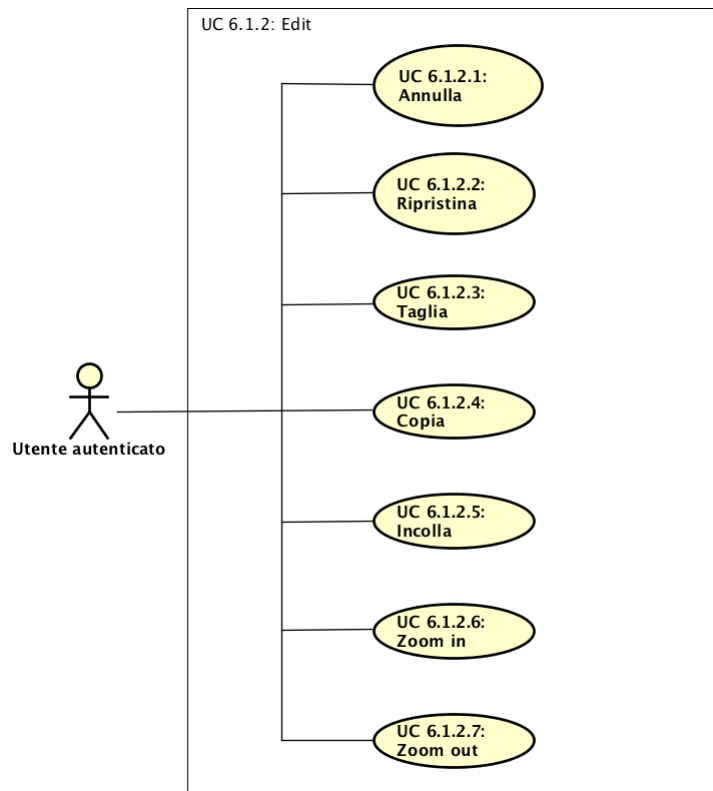 UC 6.1.2: Edit
UC 6.1.2.1:
Annulla
UC 6.1.2.2:
Ripristina
UC 6.1.2.3:
Taglia
UC 6.1.2.4:
Copia
Utente autenticato
UC 6.1.2.5:
Incolla
UC 6.1.2.6:
Zoom in
UC 6.1.2.7:
Zoom out